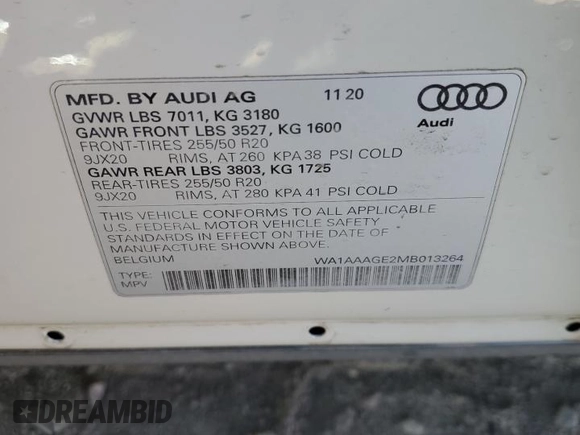 MFD. BY AUDI AG 11 20
GVWR LBS 7011, KG 3180
GAWR FRONT LBS 3527, KG 1600
FRONT-TIRES 255/50 R20
9JX20 RIMS, AT 260 KPA 38 PSI COLD
GAWR REAR LBS 3803, KG 1725
REAR-TIRES 255/50 R20
9JX20 RIMS, AT 280 KPA 41 PSI COLD
Audi
THIS VEHICLE CONFORMS TO ALL APPLICABLE
U.S. FEDERAL MOTOR VEHICLE SAFETY
STANDARDS IN EFFECT ON THE DATE OF
MANUFACTURE SHOWN ABOVE.
BELGIUM WA1AAAGE2MB013264
TYPE:
MPV
DREAMBID